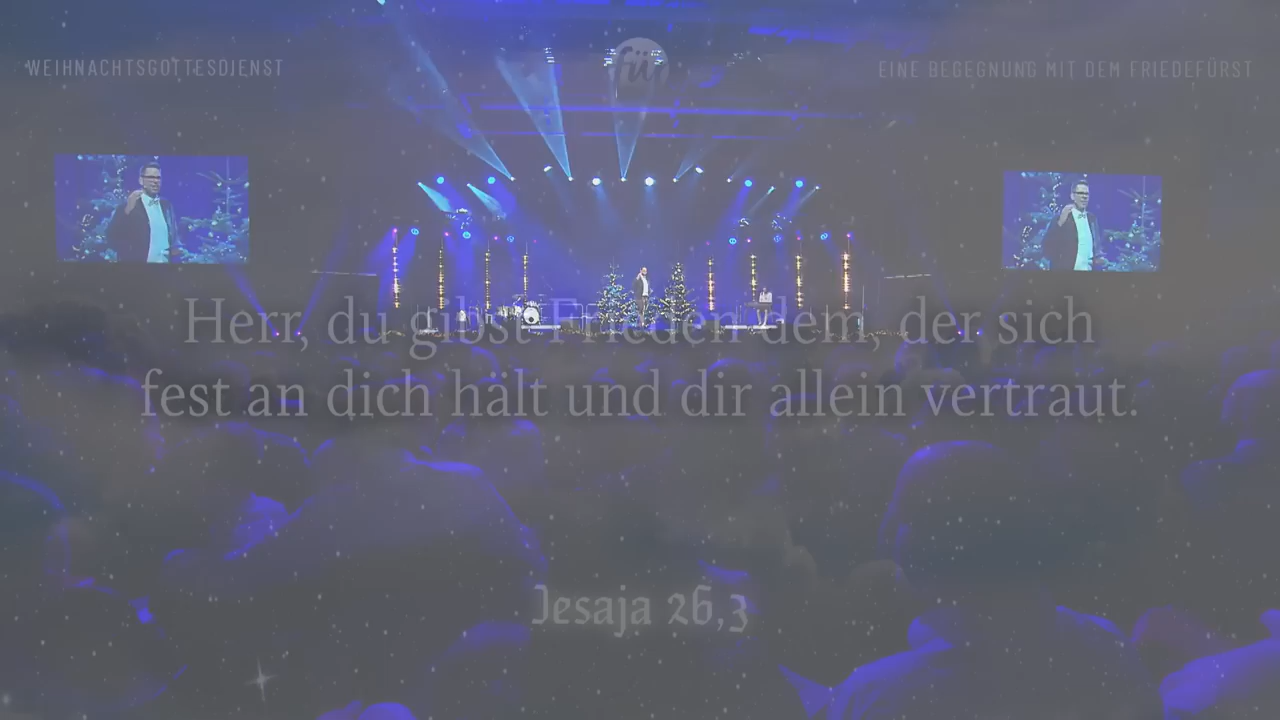 WEIHNACHTSGOTTESDIENST
für
EINE BEGEGNUNG MIT DEM FRIEDEFÜRST
Herr, du gibst Frieden dem, der sich
fest an dich hält und dir allein vertraut.
Jesaja 26,3